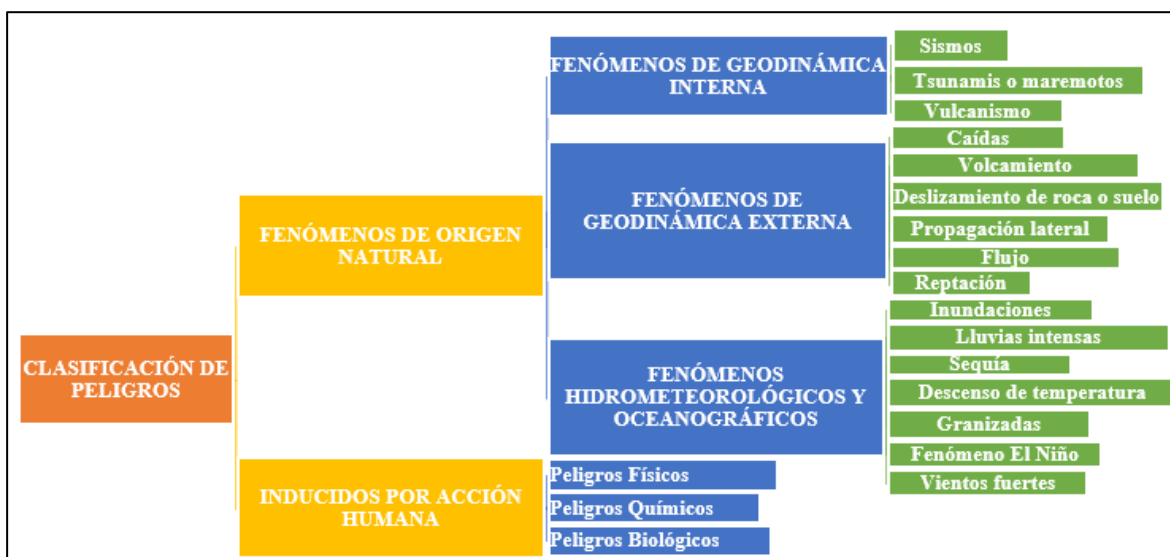 CLASIFICACIÓN DE
PELIGROS
FENÓMENOS DE ORIGEN
NATURAL
FENÓMENOS DE GEODINÁMICA
INTERNA
Sismos
Tsunamis o maremotos
Vulcanismo
FENÓMENOS DE
GEODINÁMICA EXTERNA
Caídas
Volcamiento
Deslizamiento de roca o suelo
Propagación lateral
Flujo
Reptación
FENÓMENOS
HIDROMETEOROLÓGICOS Y
OCEANOGRÁFICOS
Inundaciones
Lluvias intensas
Sequía
Descenso de temperatura
Granizadas
Fenómeno El Niño
Vientos fuertes
INDUCIDOS POR ACCIÓN
HUMANA
Peligros Físicos
Peligros Químicos
Peligros Biológicos